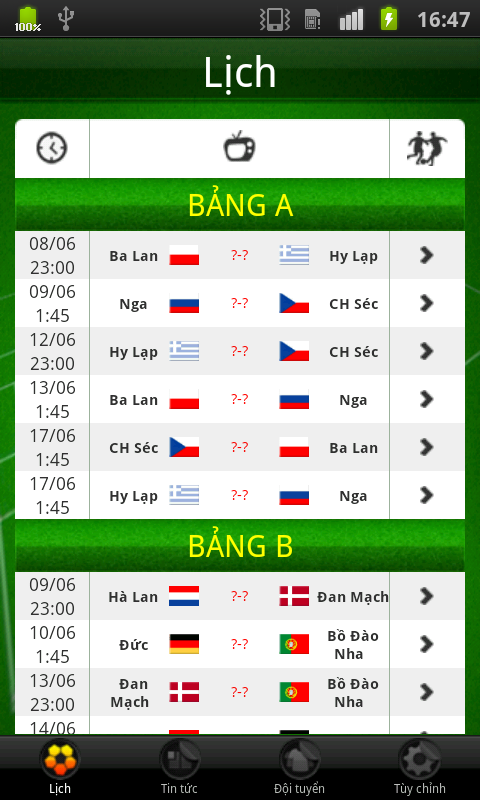 100%
16:47
Lịch
BẢNG A
08/06
23:00
Ba Lan ?-? Hy Lạp
09/06
1:45
Nga ?-? CH Séc
12/06
23:00
Hy Lạp ?-? CH Séc
13/06
1:45
Ba Lan ?-? Nga
17/06
1:45
CH Séc ?-? Ba Lan
17/06
1:45
Hy Lạp ?-? Nga
BẢNG B
09/06
23:00
Hà Lan ?-? Đan Mạch
10/06
1:45
Đức ?-? Bồ Đào
Nha
13/06
23:00
Đan
Mạch
?-?
Bồ Đào
Nha
14/06
Lịch
Tin tức
Đội tuyển
Tùy chỉnh